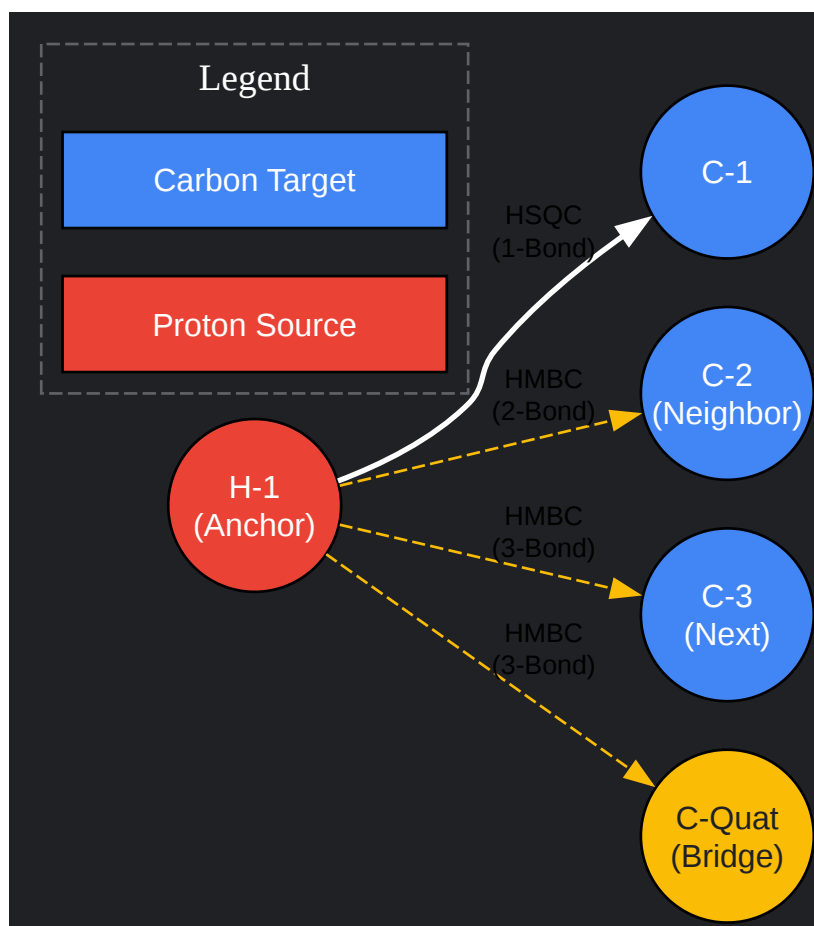 Legend
Carbon Target
Proton Source
C-1
HSQC
(1-Bond)
HMBC
(2-Bond)
C-2
(Neighbor)
H-1
(Anchor)
HMBC
(3-Bond)
C-3
(Next)
HMBC
(3-Bond)
C-Quat
(Bridge)